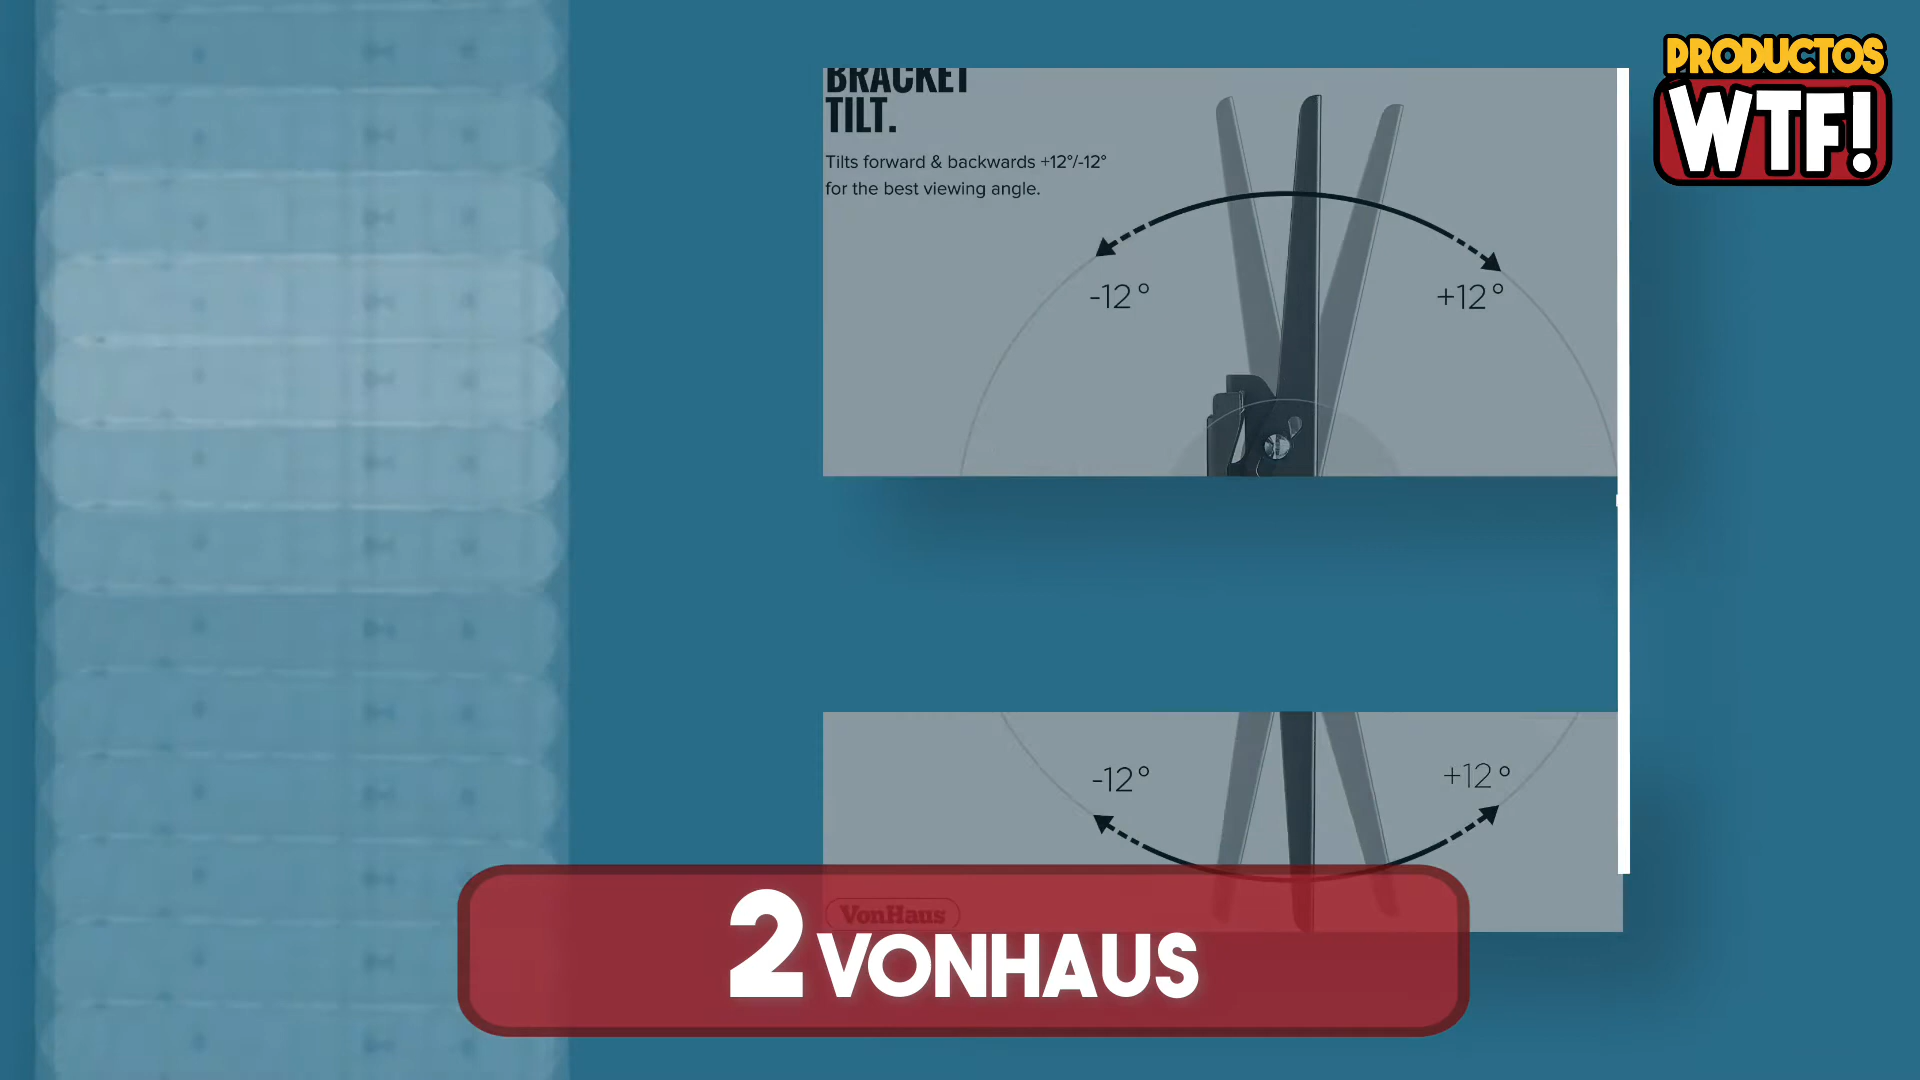 PRODUCTOS
WTF!
BRACKET
TILT.
Tilts forward & backwards +12°/-12°
for the best viewing angle.
-12°
+12°
-12°
+12°
VonHaus
2 VONHAUS